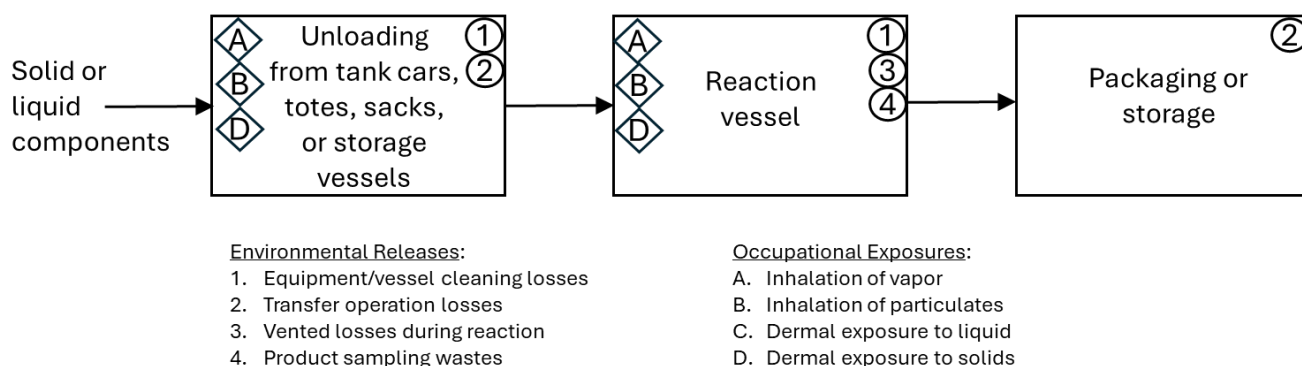 Solid or
liquid
components
A
B
D
Unloading
from tank cars,
totes, sacks,
or storage
vessels
1
2
A
B
D
Reaction
vessel
1
3
4
Packaging or
storage
2
Environmental Releases:
1. Equipment/vessel cleaning losses
2. Transfer operation losses
3. Vented losses during reaction
4. Product sampling wastes
Occupational Exposures:
A. Inhalation of vapor
B. Inhalation of particulates
C. Dermal exposure to liquid
D. Dermal exposure to solids